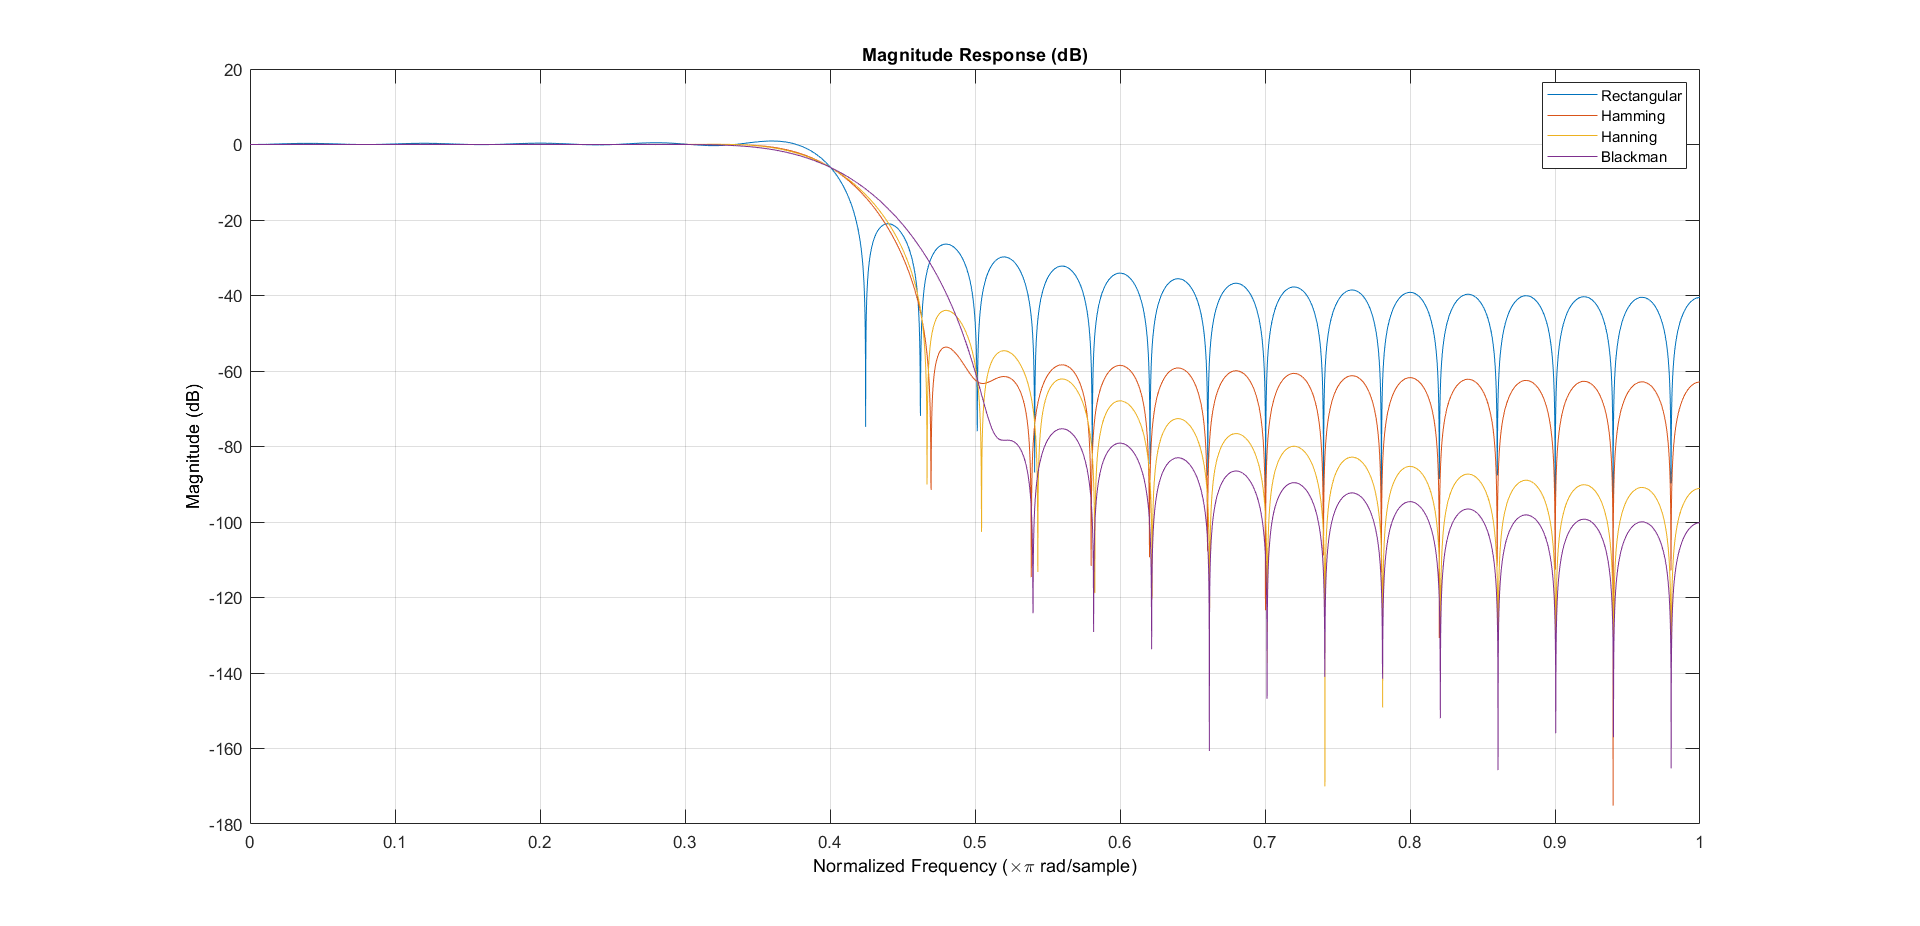 Magnitude Response (dB)
20
0
-20
-40
-60
-80
-100
-120
-140
-160
-180
Magnitude (dB)
Rectangular
Hamming
Hanning
Blackman
0 0.1 0.2 0.3 0.4 0.5 0.6 0.7 0.8 0.9 1
Normalized Frequency (×π rad/sample)